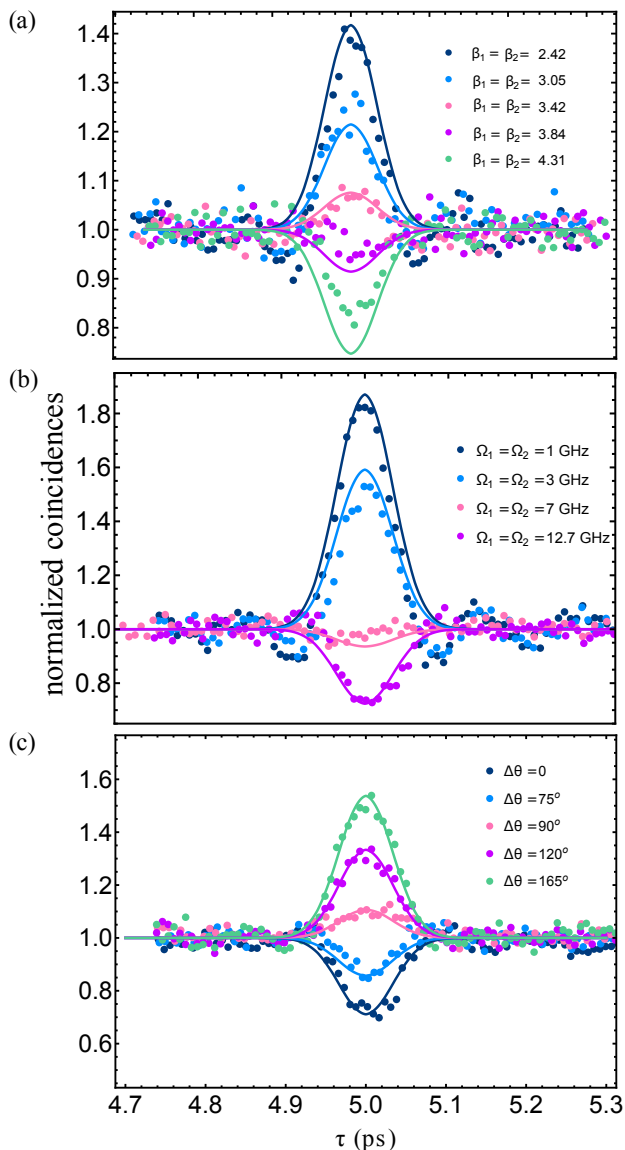 (a)
1.4
1.3
1.2
1.1
1.0
0.9
0.8
β₁ = β₂ = 2.42
β₁ = β₂ = 3.05
β₁ = β₂ = 3.42
β₁ = β₂ = 3.84
β₁ = β₂ = 4.31
(b)
normalized coincidences
1.8
1.6
1.4
1.2
1.0
0.8
Ω₁ = Ω₂ = 1 GHz
Ω₁ = Ω₂ = 3 GHz
Ω₁ = Ω₂ = 7 GHz
Ω₁ = Ω₂ = 12.7 GHz
(c)
1.6
1.4
1.2
1.0
0.8
0.6
Δθ = 0
Δθ = 75º
Δθ = 90º
Δθ = 120º
Δθ = 165º
4.7 4.8 4.9 5.0 5.1 5.2 5.3
τ (ps)